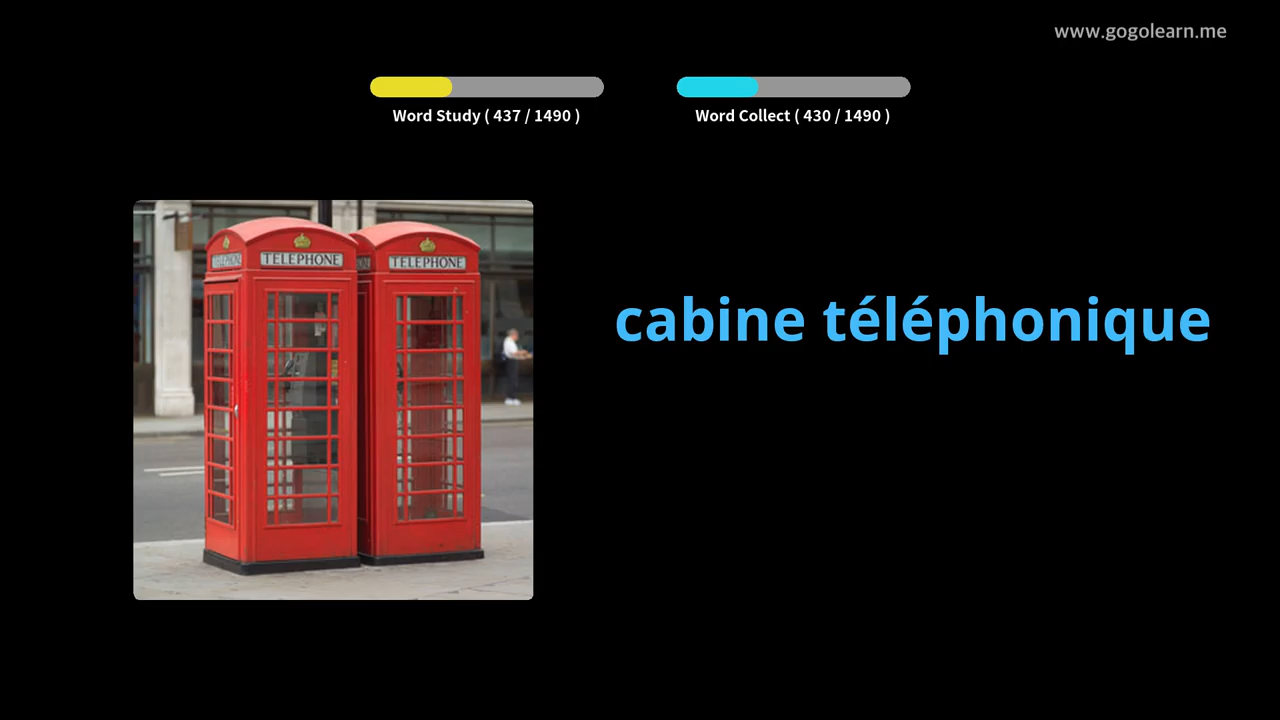 www.gogolearn.me
Word Study ( 437 / 1490 )
Word Collect ( 430 / 1490 )
TELEPHONE
TELEPHONE
cabine téléphonique